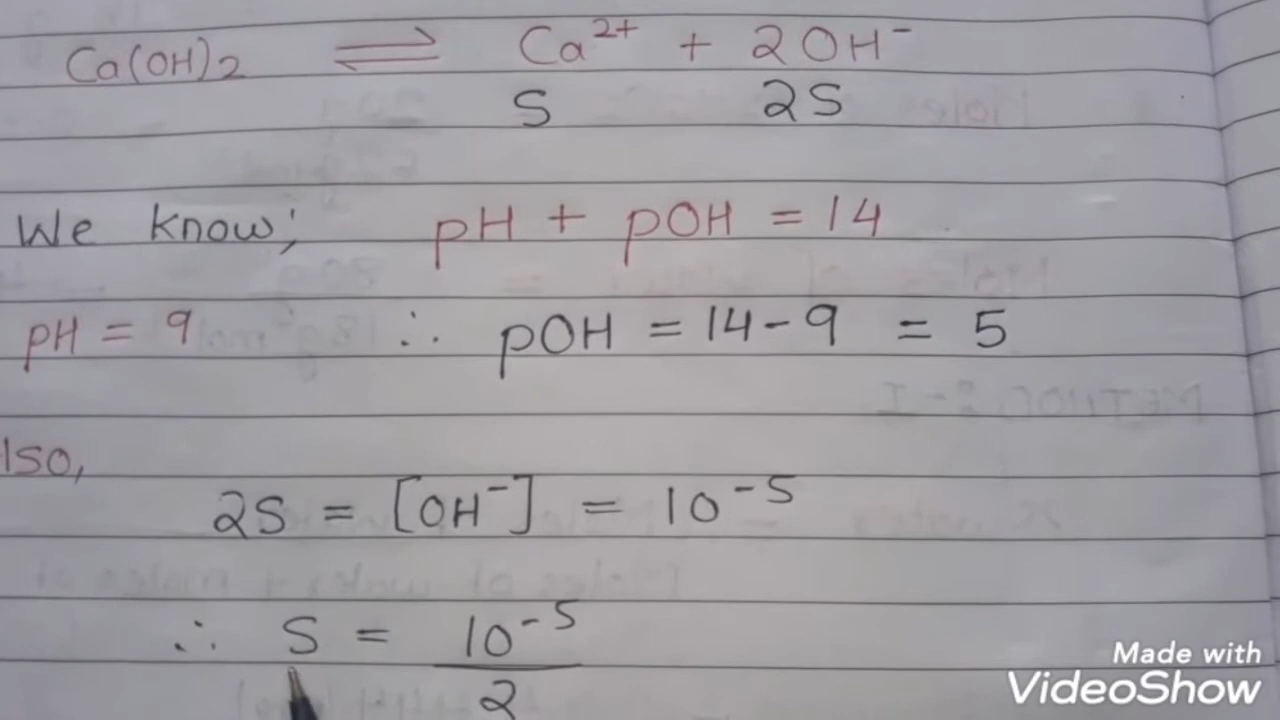 Ca(OH)2 ⇌ Ca2+ + 2OH-
S 2S
We know; pH + pOH = 14
pH = 9 ∴ pOH = 14-9 = 5
lso,
2S = [OH-] = 10-5
∴ S = 10-5
2
Made with
VideoShow